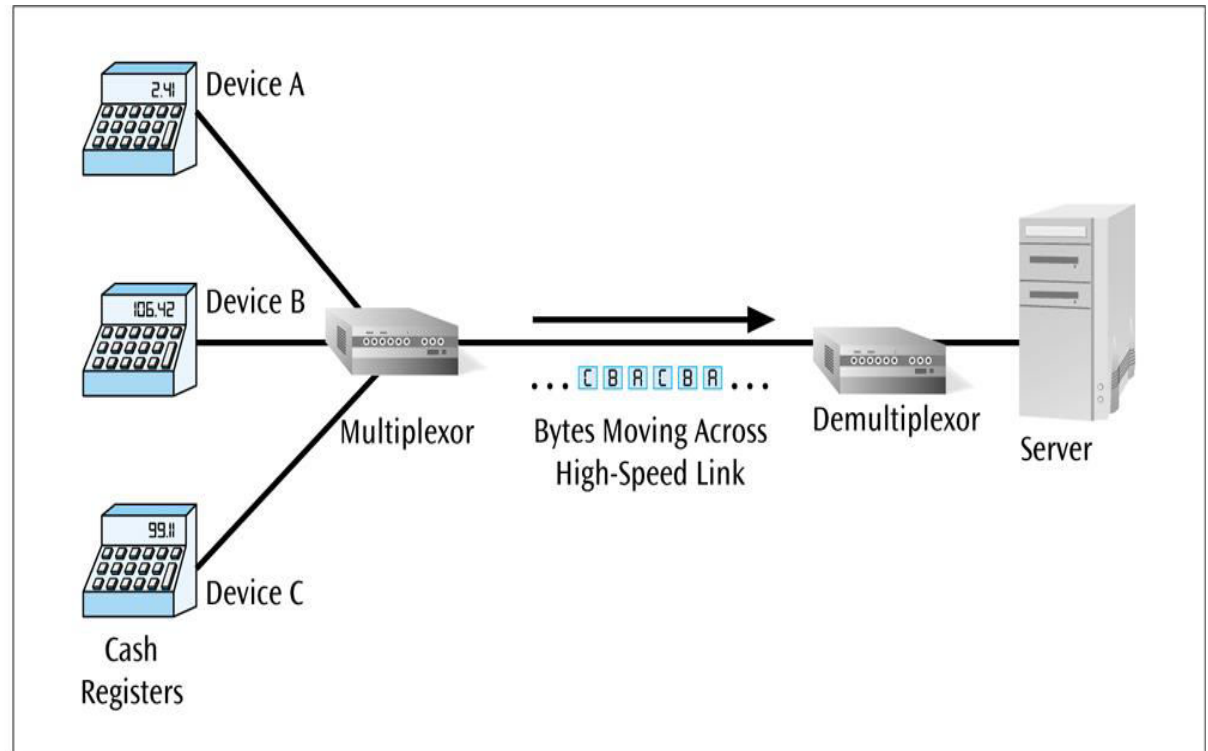 2.41
Device A
106.42
Device B
99.11
Device C
Cash
Registers
Multiplexor
... C B A C B A ...
Bytes Moving Across
High-Speed Link
Demultiplexor
Server